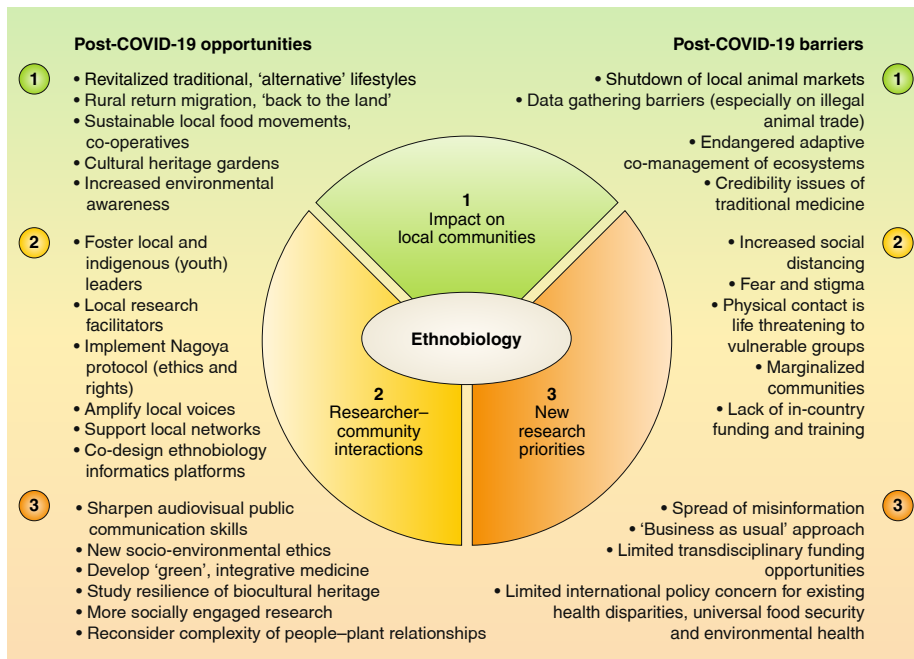 Post-COVID-19 opportunities
1
• Revitalized traditional, ‘alternative’ lifestyles
• Rural return migration, ‘back to the land’
• Sustainable local food movements,
co-operatives
• Cultural heritage gardens
• Increased environmental
awareness
2
• Foster local and
indigenous (youth)
leaders
• Local research
facilitators
• Implement Nagoya
protocol (ethics and
rights)
• Amplify local voices
• Support local networks
• Co-design ethnobiology
informatics platforms
3
• Sharpen audiovisual public
communication skills
• New socio-environmental ethics
• Develop ‘green’, integrative medicine
• Study resilience of biocultural heritage
• More socially engaged research
• Reconsider complexity of people–plant relationships
1
Impact on
local communities
Ethnobiology
2
Researcher–
community
interactions
3
New
research
priorities
Post-COVID-19 barriers
1
• Shutdown of local animal markets
• Data gathering barriers (especially on illegal
animal trade)
• Endangered adaptive
co-management of ecosystems
• Credibility issues of
traditional medicine
2
• Increased social
distancing
• Fear and stigma
• Physical contact is
life threatening to
vulnerable groups
• Marginalized
communities
• Lack of in-country
funding and training
3
• Spread of misinformation
• ‘Business as usual’ approach
• Limited transdisciplinary funding
opportunities
• Limited international policy concern for existing
health disparities, universal food security
and environmental health